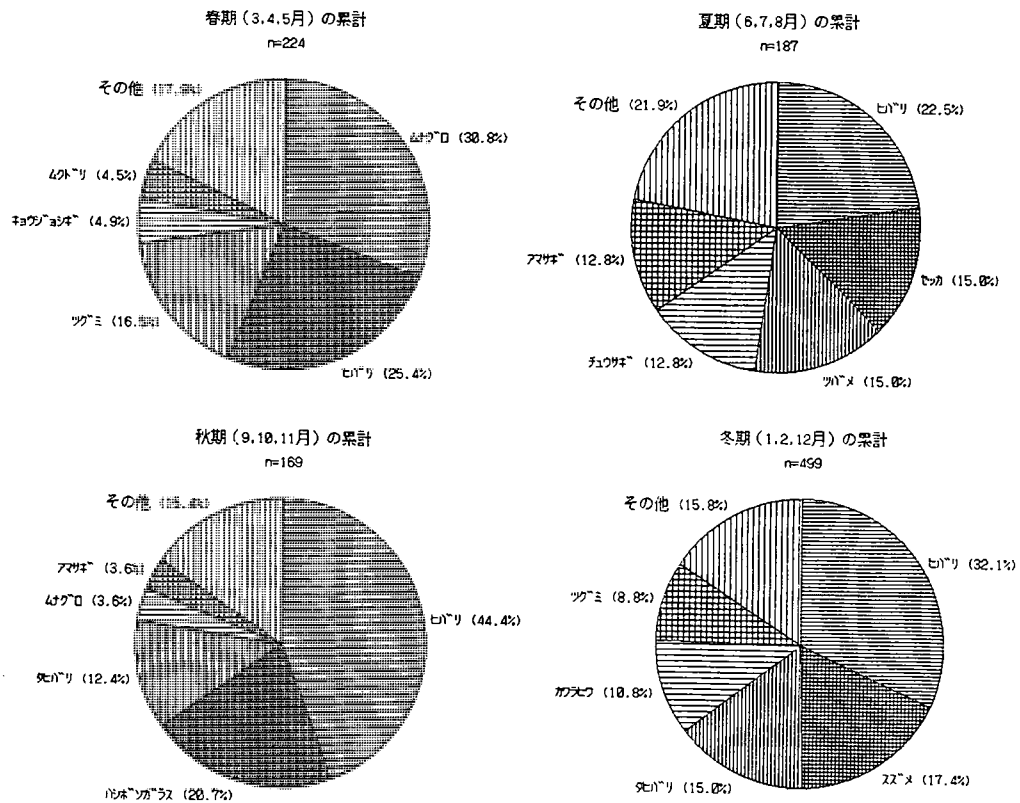 春期(3,4,5月)の累計
n=224
その他
ムナグロ (30.8%)
ムクドリ (4.5%)
キョウジョシギ (4.9%)
ツグミ
ヒバリ (25.4%)
夏期(6,7,8月)の累計
n=187
その他 (21.9%)
ヒバリ (22.5%)
アマサギ (12.8%)
セッカ (15.0%)
チュウサギ (12.8%)
ツバメ (15.0%)
秋期(9,10,11月)の累計
n=169
その他
アマサギ (3.6%)
ムナグロ (3.6%)
ヒバリ (44.4%)
タヒバリ (12.4%)
ハシボソガラス (20.7%)
冬期(1,2,12月)の累計
n=499
その他 (15.8%)
ヒバリ (32.1%)
ツグミ (8.8%)
カワラヒワ (10.8%)
タヒバリ (15.0%)
スズメ (17.4%)